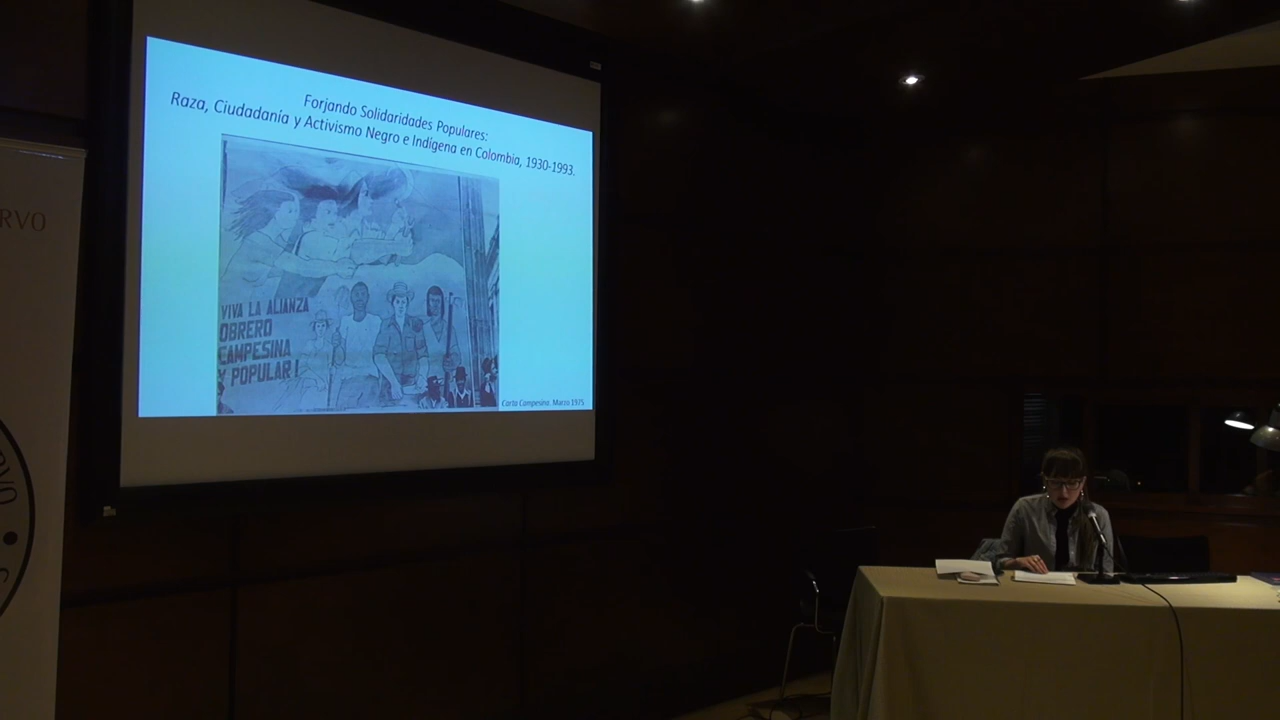 Forjando Solidaridades Populares:
Raza, Ciudadanía y Activismo Negro e Indígena en Colombia, 1930-1993.
VIVA LA ALIANZA
OBRERO
CAMPESINA
Y POPULAR!
Carta Campesina. Marzo 1975
RVO